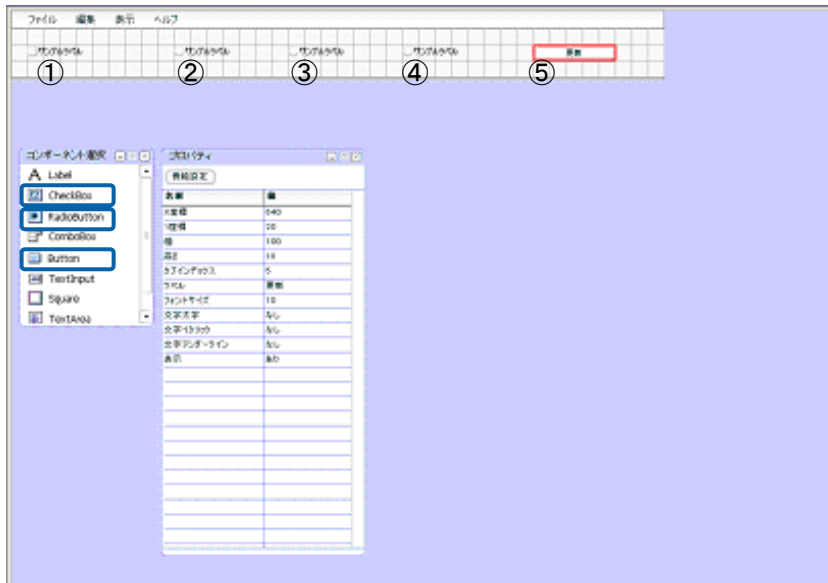 ファイル 編集 表示 ヘルプ
サンプルラベル サンプルラベル サンプルラベル サンプルラベル 更新
① ② ③ ④ ⑤
コンポーネント選択 プロパティ
A Label
CheckBox
RadioButton
ComboBox
Button
TextInput
Square
TextArea
詳細設定
名前 値
X座標 640
Y座標 20
幅 100
高さ 18
タブインデックス 5
ラベル 更新
フォントサイズ 10
文字太字 なし
文字イタリック なし
文字アンダーライン なし
表示 あり